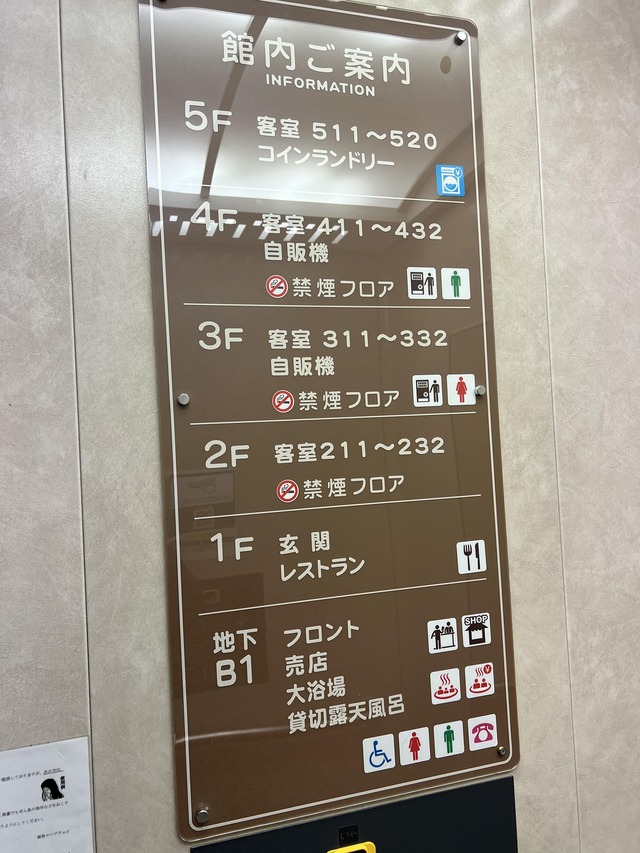 館内ご案内
INFORMATION
5F 客室 511～520
コインランドリー
4F 客室 411～432
自販機
禁煙フロア
3F 客室 311～332
自販機
禁煙フロア
2F 客室211～232
禁煙フロア
1F 玄関
レストラン
地下 B1 フロント
SHOP
売店
大浴場
貸切露天風呂